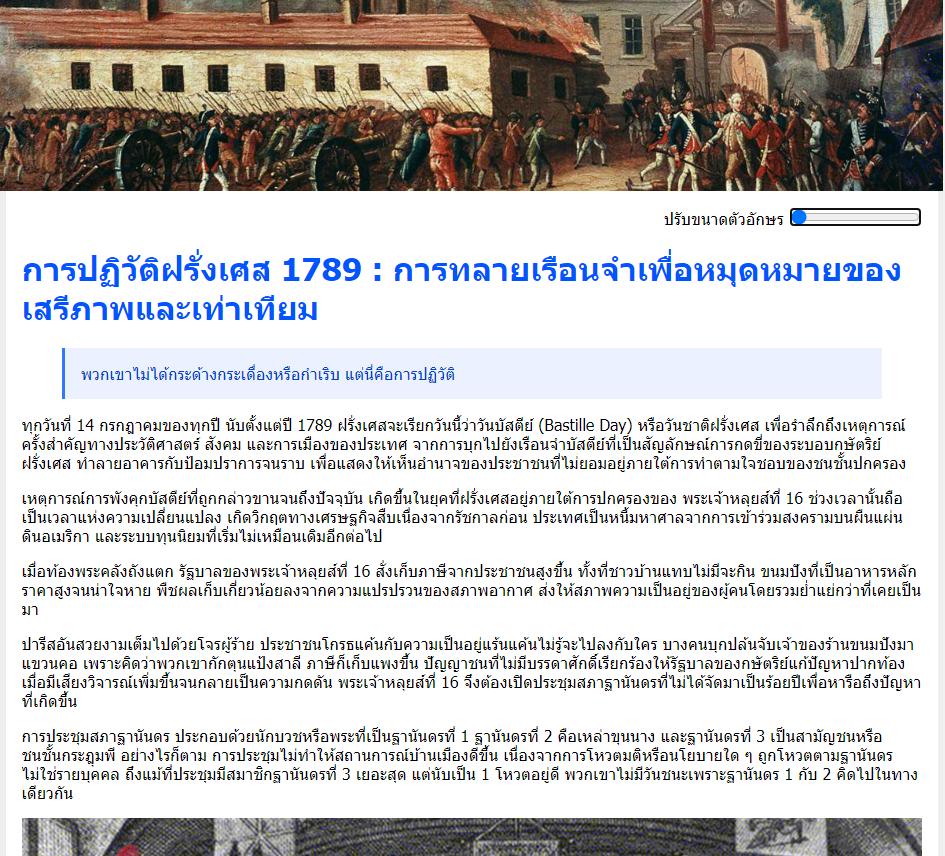 ปรับขนาดตัวอักษร
การปฏิวัติฝรั่งเศส 1789 : การทลายเรือนจำเพื่อหมุดหมายของ
เสรีภาพและเท่าเทียม
พวกเขาไม่ได้กระด้างกระเดื่องหรือกำเริบ แต่นี่คือการปฏิวัติ
ทุกวันที่ 14 กรกฎาคมของทุกปี นับตั้งแต่ปี 1789 ฝรั่งเศสจะเรียกวันนี้ว่าวันบัสตีย์ (Bastille Day) หรือวันชาติฝรั่งเศส เพื่อรำลึกถึงเหตุการณ์
ครั้งสำคัญทางประวัติศาสตร์ สังคม และการเมืองของประเทศ จากการบุกไปยังเรือนจำบัสตีย์ที่เป็นสัญลักษณ์การกดขี่ของระบอบกษัตริย์
ฝรั่งเศส ทำลายอาคารกับป้อมปราการจนราบ เพื่อแสดงให้เห็นอำนาจของประชาชนที่ไม่ยอมอยู่ภายใต้การทำตามใจชอบของชนชั้นปกครอง
เหตุการณ์การพังคุกบัสตีย์ที่ถูกกล่าวขานจนถึงปัจจุบัน เกิดขึ้นในยุคที่ฝรั่งเศสอยู่ภายใต้การปกครองของ พระเจ้าหลุยส์ที่ 16 ช่วงเวลานั้นถือ
เป็นเวลาแห่งความเปลี่ยนแปลง เกิดวิกฤตทางเศรษฐกิจสืบเนื่องจากรัชกาลก่อน ประเทศเป็นหนี้มหาศาลจากการเข้าร่วมสงครามบนผืนแผ่น
ดินอเมริกา และระบบทุนนิยมที่เริ่มไม่เหมือนเดิมอีกต่อไป
เมื่อท้องพระคลังถังแตก รัฐบาลของพระเจ้าหลุยส์ที่ 16 สั่งเก็บภาษีจากประชาชนสูงขึ้น ทั้งที่ชาวบ้านแทบไม่มีจะกิน ขนมปังที่เป็นอาหารหลัก
ราคาสูงจนน่าใจหาย พืชผลเก็บเกี่ยวน้อยลงจากความแปรปรวนของสภาพอากาศ ส่งให้สภาพความเป็นอยู่ของผู้คนโดยรวมย่ำแย่กว่าที่เคยเป็น
มา
ปารีสอันสวยงามเต็มไปด้วยโจรผู้ร้าย ประชาชนโกรธแค้นกับความเป็นอยู่แร้นแค้นไม่รู้จะไปลงกับใคร บางคนบุกปล้นจับเจ้าของร้านขนมปังมา
แขวนคอ เพราะคิดว่าพวกเขากักตุนแป้งสาลี ภาษีก็เก็บแพงขึ้น ปัญญาชนที่ไม่มีบรรดาศักดิ์เรียกร้องให้รัฐบาลของกษัตริย์แก้ปัญหาปากท้อง
เมื่อมีเสียงวิจารณ์เพิ่มขึ้นจนกลายเป็นความกดดัน พระเจ้าหลุยส์ที่ 16 จึงต้องเปิดประชุมสภาฐานันดรที่ไม่ได้จัดมาเป็นร้อยปีเพื่อหารือถึงปัญหา
ที่เกิดขึ้น
การประชุมสภาฐานันดร ประกอบด้วยนักบวชหรือพระที่เป็นฐานันดรที่ 1 ฐานันดรที่ 2 คือเหล่าขุนนาง และฐานันดรที่ 3 เป็นสามัญชนหรือ
ชนชั้นกระฎุมพี อย่างไรก็ตาม การประชุมไม่ทำให้สถานการณ์บ้านเมืองดีขึ้น เนื่องจากการโหวตมติหรือนโยบายใด ๆ ถูกโหวตตามฐานันดร
ไม่ใช่รายบุคคล ถึงแม้ที่ประชุมมีสมาชิกฐานันดรที่ 3 เยอะสุด แต่นับเป็น 1 โหวตอยู่ดี พวกเขาไม่มีวันชนะเพราะฐานันดร 1 กับ 2 คิดไปในทาง
เดียวกัน